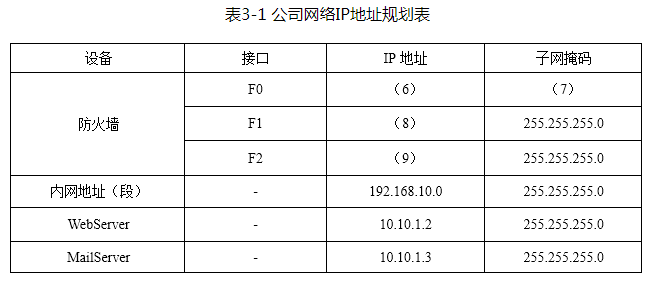 表3-1 公司网络IP地址规划表
设备 接口 IP 地址 子网掩码
防火墙 F0 （6） （7）
F1 （8） 255.255.255.0
F2 （9） 255.255.255.0
内网地址（段） - 192.168.10.0 255.255.255.0
WebServer - 10.10.1.2 255.255.255.0
MailServer - 10.10.1.3 255.255.255.0